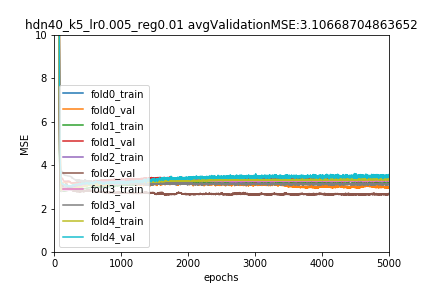 hdn40_k5_lr0.005_reg0.01 avgValidationMSE:3.10668704863652
10
8
6
4
2
0
MSE
fold0_train
fold0_val
fold1_train
fold1_val
fold2_train
fold2_val
fold3_train
fold3_val
fold4_train
fold4_val
0 1000 2000 3000 4000 5000
epochs